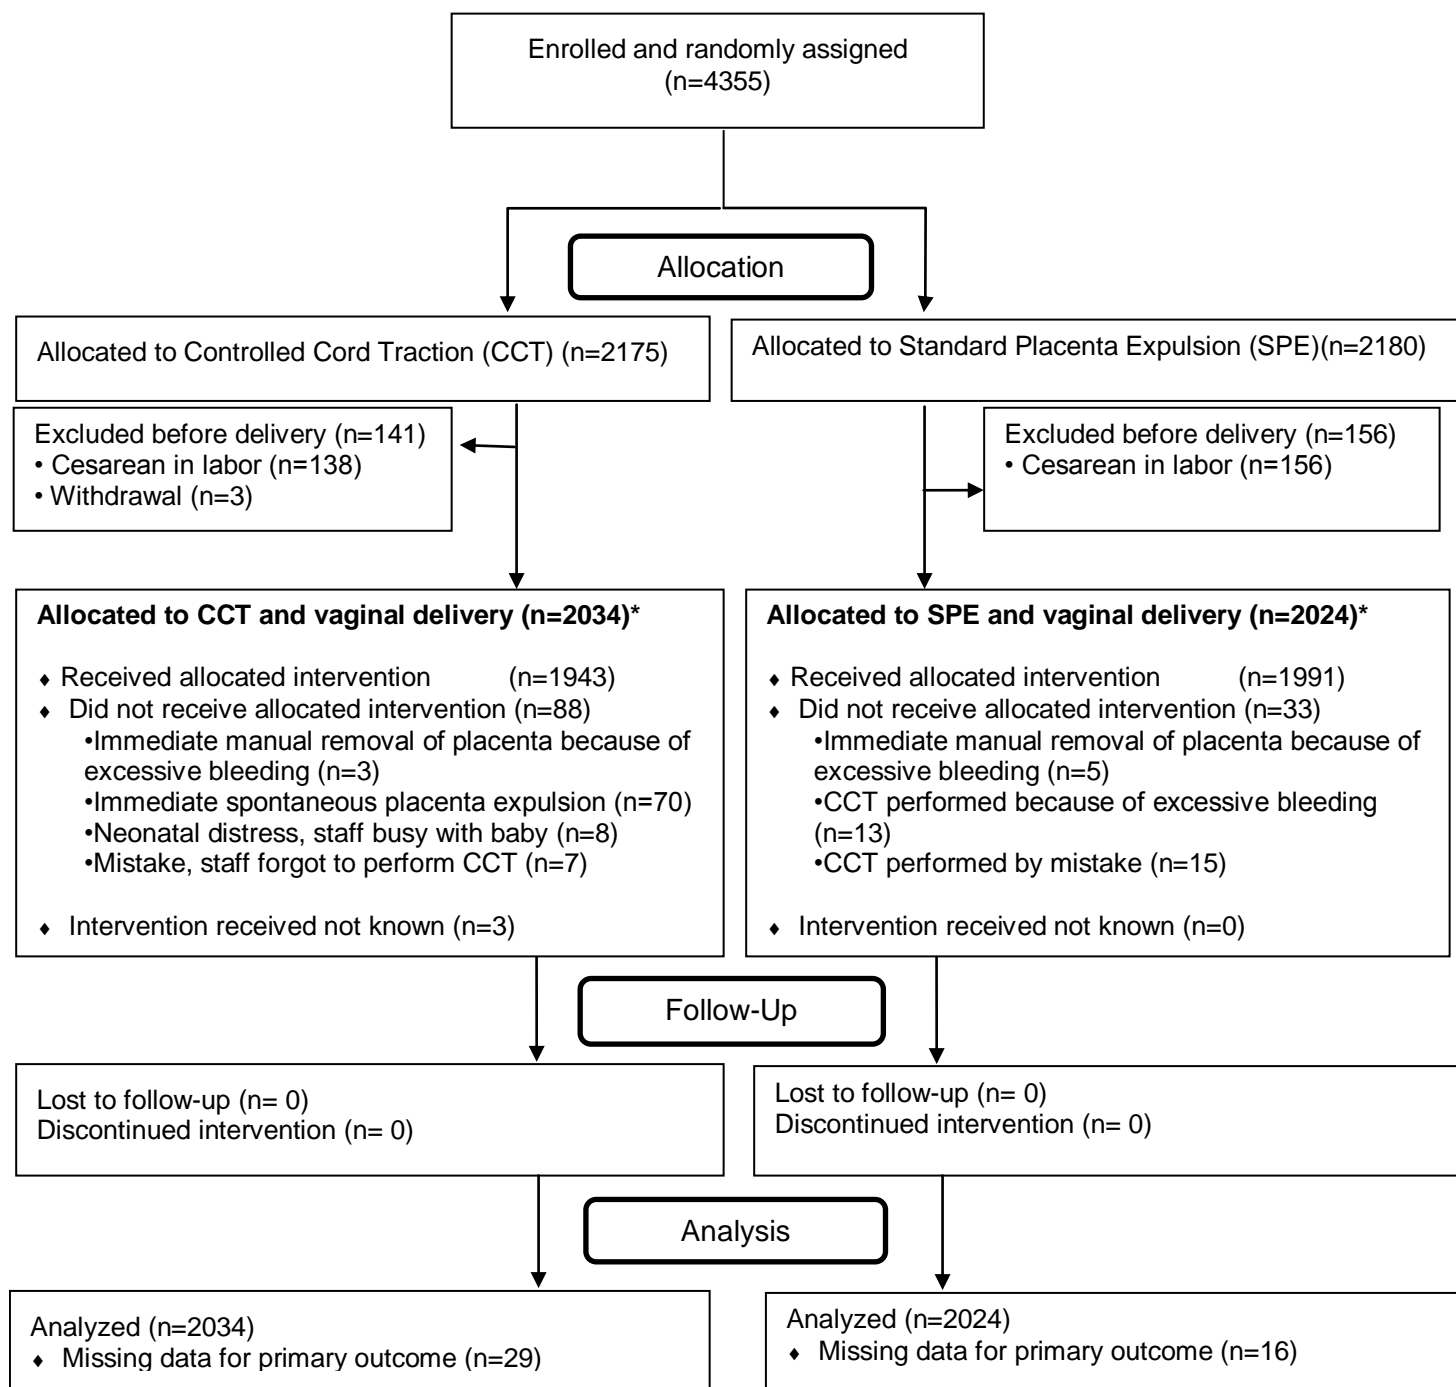 Enrolled and randomly assigned
(n=4355)
Allocation
Allocated to Controlled Cord Traction (CCT) (n=2175)
Allocated to Standard Placenta Expulsion (SPE)(n=2180)
Excluded before delivery (n=141)
• Cesarean in labor (n=138)
• Withdrawal (n=3)
Excluded before delivery (n=156)
• Cesarean in labor (n=156)
Allocated to CCT and vaginal delivery (n=2034)*
♦ Received allocated intervention (n=1943)
♦ Did not receive allocated intervention (n=88)
•Immediate manual removal of placenta because of
excessive bleeding (n=3)
•Immediate spontaneous placenta expulsion (n=70)
•Neonatal distress, staff busy with baby (n=8)
•Mistake, staff forgot to perform CCT (n=7)
♦ Intervention received not known (n=3)
Allocated to SPE and vaginal delivery (n=2024)*
♦ Received allocated intervention (n=1991)
♦ Did not receive allocated intervention (n=33)
•Immediate manual removal of placenta because of
excessive bleeding (n=5)
•CCT performed because of excessive bleeding
(n=13)
•CCT performed by mistake (n=15)
♦ Intervention received not known (n=0)
Follow-Up
Lost to follow-up (n= 0)
Discontinued intervention (n= 0)
Lost to follow-up (n= 0)
Discontinued intervention (n= 0)
Analysis
Analyzed (n=2034)
♦ Missing data for primary outcome (n=29)
Analyzed (n=2024)
♦ Missing data for primary outcome (n=16)